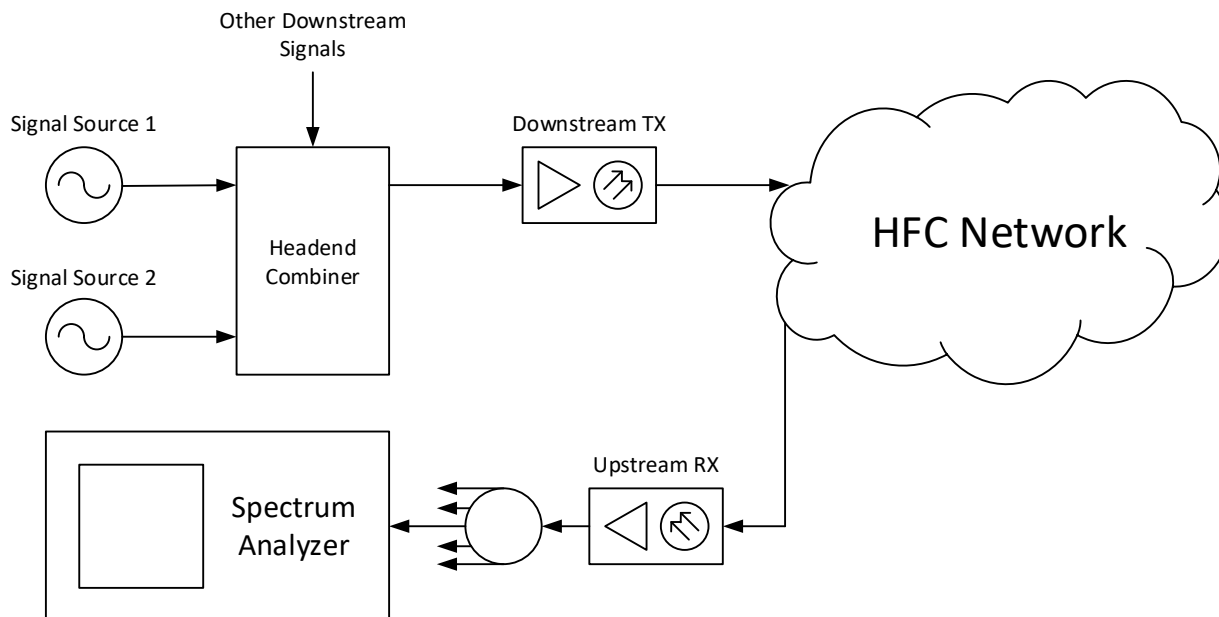 Other Downstream
Signals
Signal Source 1
Downstream TX
Headend
Combiner
HFC Network
Signal Source 2
Upstream RX
Spectrum
Analyzer